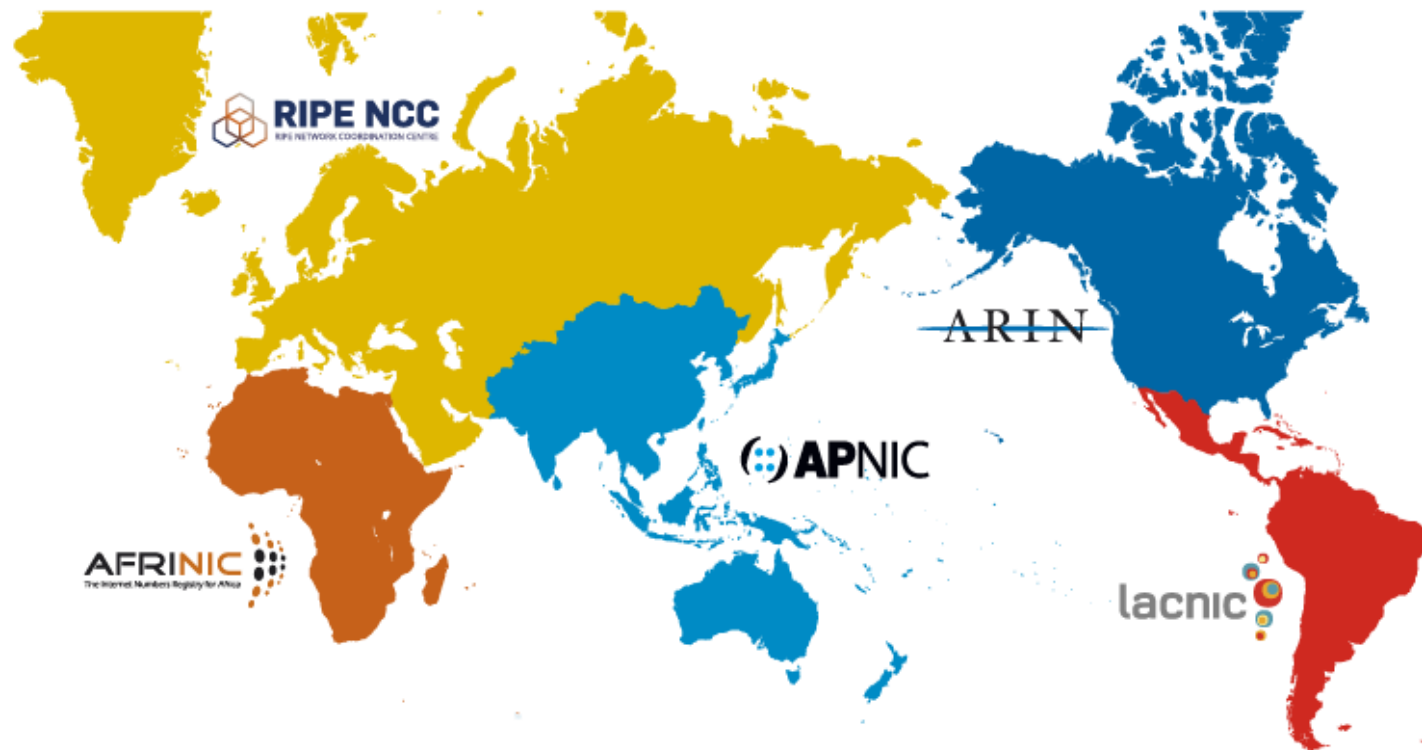 RIPE NCC
RIPE NETWORK COORDINATION CENTRE
ARIN
APNIC
AFRINIC
The Internet Numbers Registry for Africa
lacnic